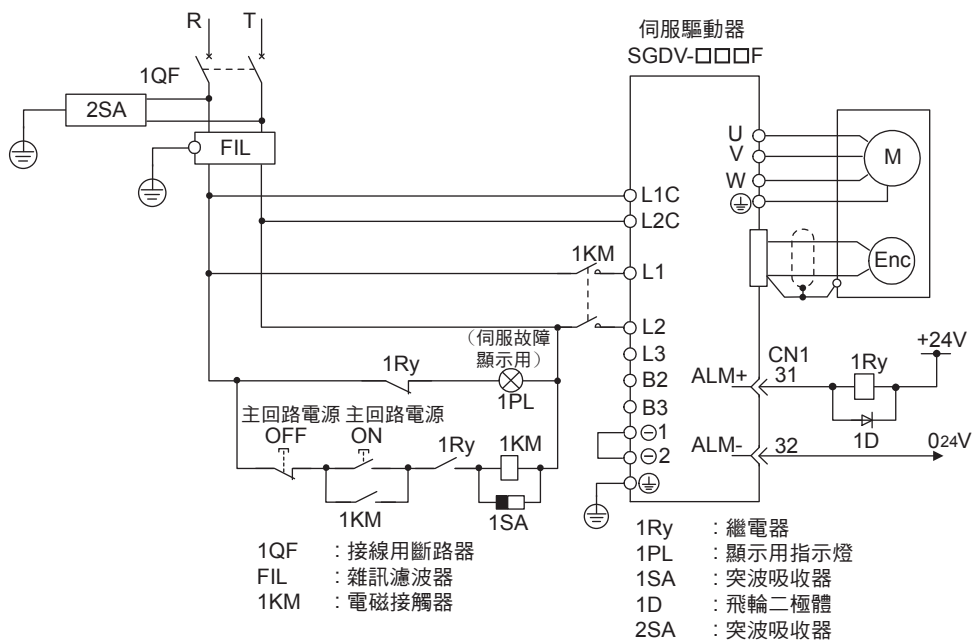 R T
伺服驅動器
SGDV-□□□F
1QF
2SA
FIL
U
V
W
M
L1C
L2C
1KM
L1
Enc
L2
(伺服故障
顯示用)
+24V
L3
CN1
1Ry
1Ry
B2
ALM+
31
1PL
B3
1D
主回路電源 主回路電源
OFF ON
1Ry
1KM
⊖1
⊖2
ALM-
32
024V
1KM
1SA
1QF :接線用斷路器
FIL :雜訊濾波器
1KM :電磁接觸器
1Ry :繼電器
1PL :顯示用指示燈
1SA :突波吸收器
1D :飛輪二極體
2SA :突波吸收器